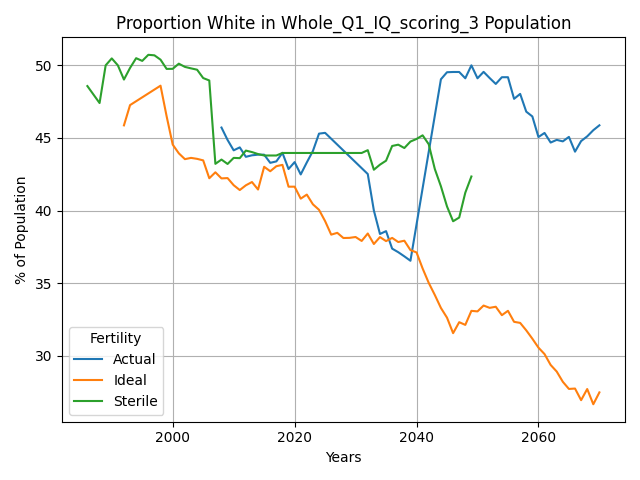 Proportion White in Whole_Q1_IQ_scoring_3 Population
% of Population
50
45
40
35
30
Fertility
Actual
Ideal
Sterile
2000
2020
2040
2060
Years